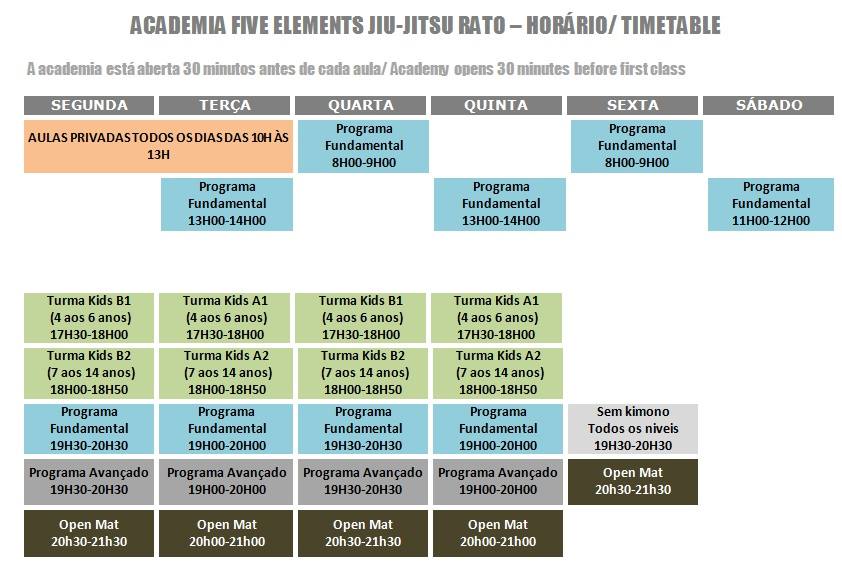 ACADEMIA FIVE ELEMENTS JIU-JITSU RATO – HORÁRIO/ TIMETABLE
A academia está aberta 30 minutos antes de cada aula/ Academy opens 30 minutes before first class
SEGUNDA TERÇA QUARTA QUINTA SEXTA SÁBADO
AULAS PRIVADAS TODOS OS DIAS DAS 10H ÀS
13H
Programa
Fundamental
8H00-9H00
Programa
Fundamental
8H00-9H00
Programa
Fundamental
13H00-14H00
Programa
Fundamental
13H00-14H00
Programa
Fundamental
11H00-12H00
Turma Kids B1
(4 aos 6 anos)
17H30-18H00
Turma Kids A1
(4 aos 6 anos)
17H30-18H00
Turma Kids B1
(4 aos 6 anos)
17H30-18H00
Turma Kids A1
(4 aos 6 anos)
17H30-18H00
Turma Kids B2
(7 aos 14 anos)
18H00-18H50
Turma Kids A2
(7 aos 14 anos)
18H00-18H50
Turma Kids B2
(7 aos 14 anos)
18H00-18H50
Turma Kids A2
(7 aos 14 anos)
18H00-18H50
Programa
Fundamental
19H30-20H30
Programa
Fundamental
19H00-20H00
Programa
Fundamental
19H30-20H30
Programa
Fundamental
19H00-20H00
Sem kimono
Todos os niveis
19H30-20H30
Programa Avançado
19H30-20H30
Programa Avançado
19H00-20H00
Programa Avançado
19H30-20H30
Programa Avançado
19H00-20H00
Open Mat
20h30-21h30
Open Mat
20h30-21h30
Open Mat
20h00-21h00
Open Mat
20h30-21h30
Open Mat
20h00-21h00